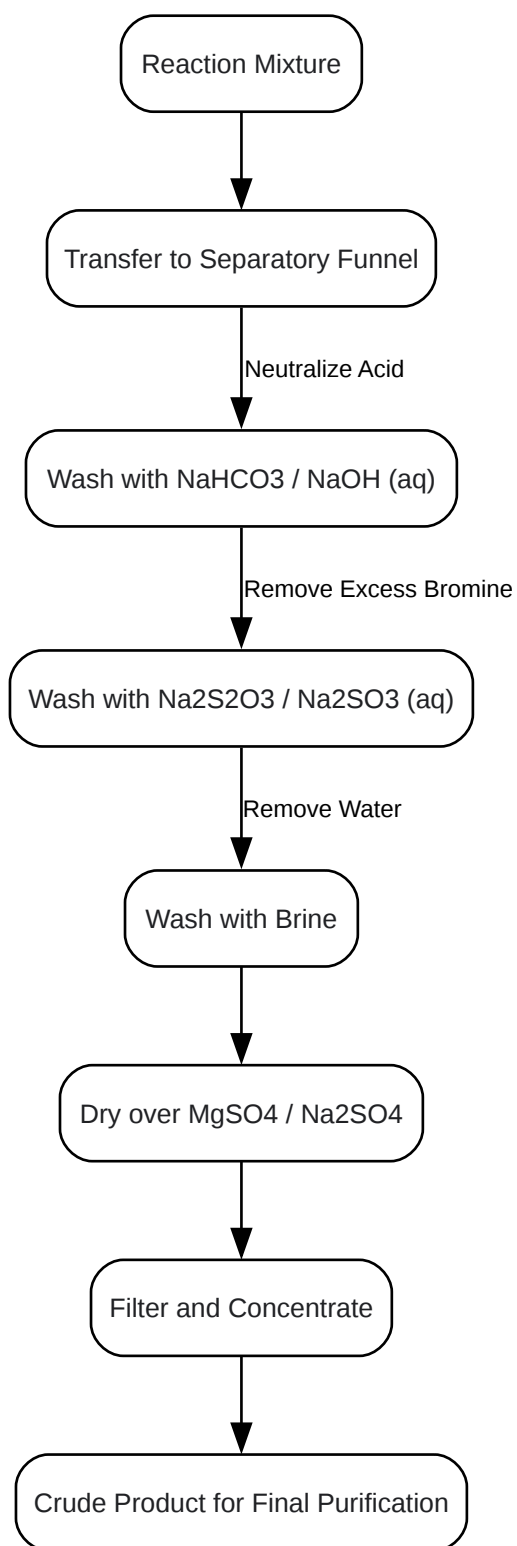 Reaction Mixture
Transfer to Separatory Funnel
Neutralize Acid
Wash with NaHCO3 / NaOH (aq)
Remove Excess Bromine
Wash with Na2S2O3 / Na2SO3 (aq)
Remove Water
Wash with Brine
Dry over MgSO4 / Na2SO4
Filter and Concentrate
Crude Product for Final Purification